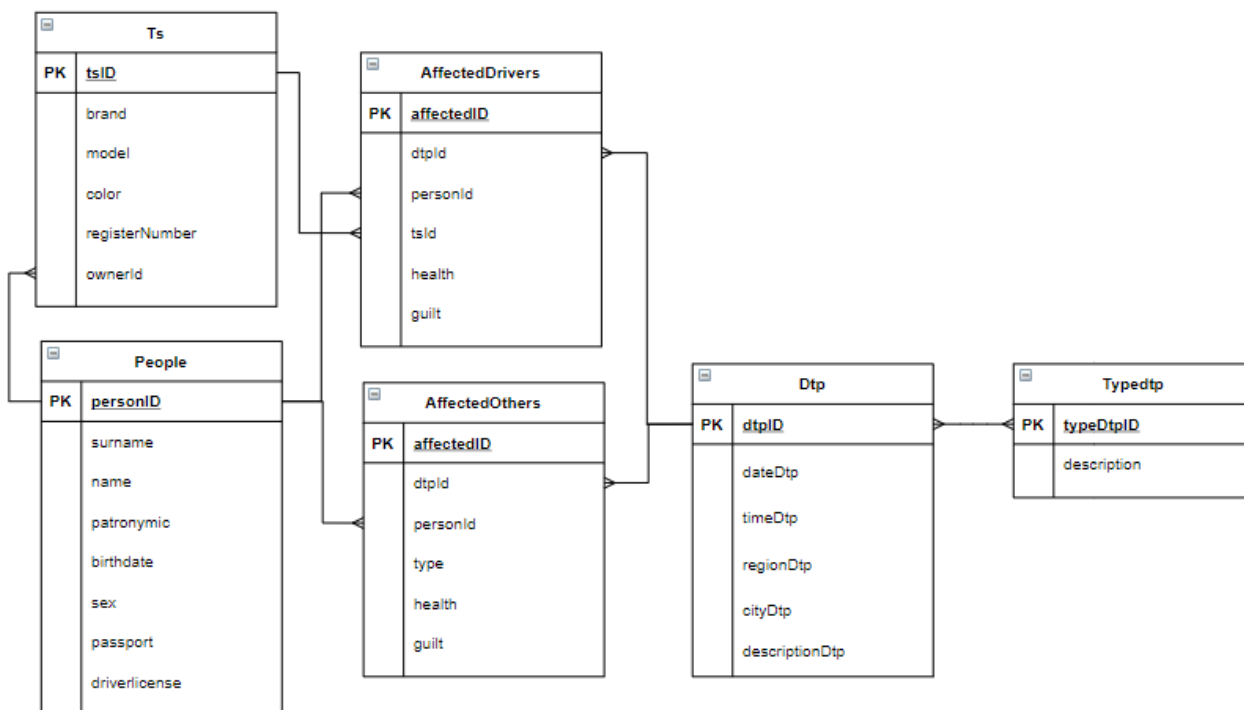 Ts
PK tsID
brand
model
color
registerNumber
ownerId
People
PK personID
surname
name
patronymic
birthdate
sex
passport
driverlicense
AffectedDrivers
PK affectedID
dtpId
personId
tsId
health
guilt
AffectedOthers
PK affectedID
dtpId
personId
type
health
guilt
Dtp
PK dtpID
dateDtp
timeDtp
regionDtp
cityDtp
descriptionDtp
Typedtp
PK typeDtpID
description